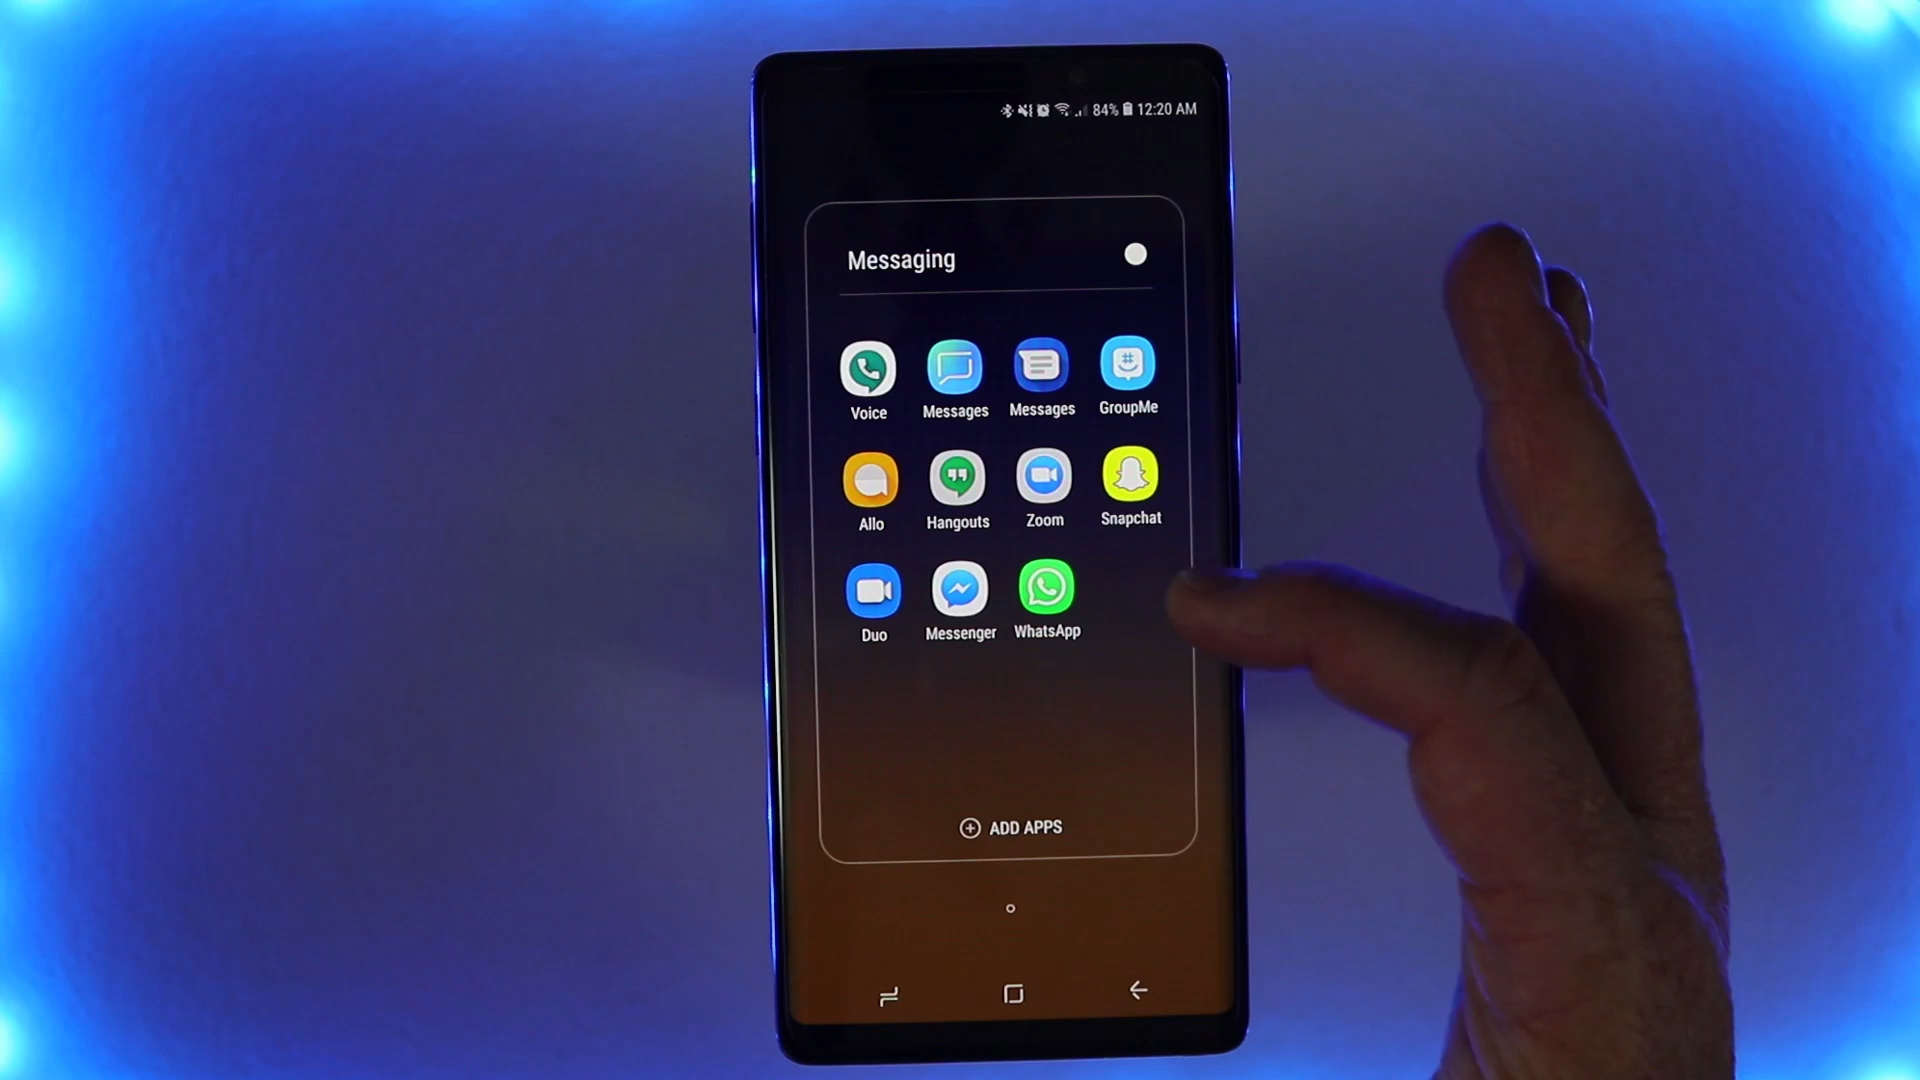 84% 12:20 AM
Messaging
Voice Messages Messages GroupMe
Allo Hangouts Zoom Snapchat
Duo Messenger WhatsApp
ADD APPS